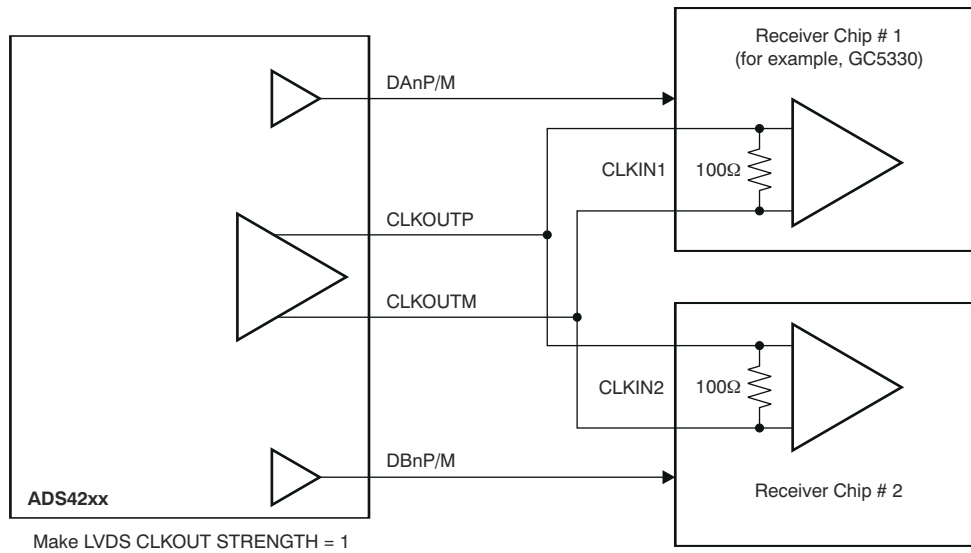 Receiver Chip # 1
(for example, GC5330)
DAnP/M
CLKIN1
100Ω
CLKOUTP
CLKOUTM
CLKIN2
100Ω
DBnP/M
Receiver Chip # 2
ADS42xx
Make LVDS CLKOUT STRENGTH = 1